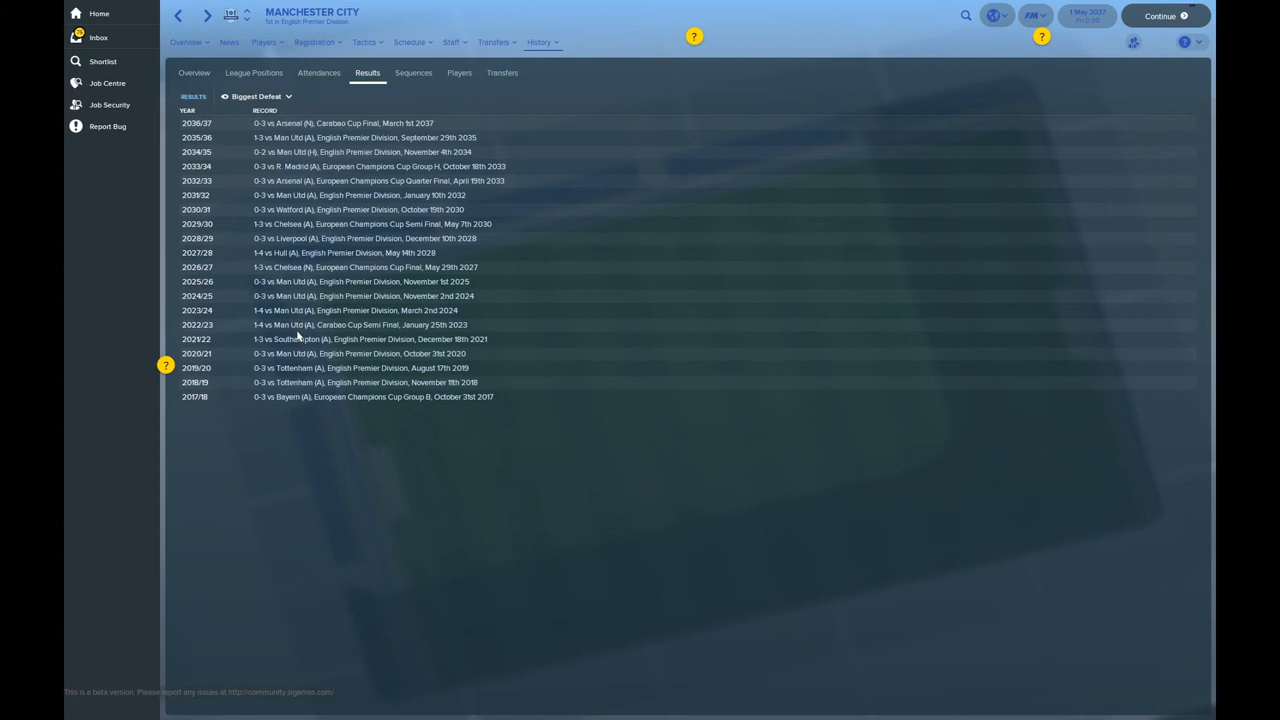 Home
Inbox
70
Shortlist
Job Centre
Job Security
Report Bug
MANCHESTER CITY
1st in English Premier Division
FM
1 May 2037
Fri 0:00
Continue
Overview
News
Players
Registration
Tactics
Schedule
Staff
Transfers
History
?
?
?
Overview
League Positions
Attendances
Results
Sequences
Players
Transfers
RESULTS
Biggest Defeat
YEAR RECORD
2036/37 0-3 vs Arsenal (N), Carabao Cup Final, March 1st 2037
2035/36 1-3 vs Man Utd (A), English Premier Division, September 29th 2035
2034/35 0-2 vs Man Utd (H), English Premier Division, November 4th 2034
2033/34 0-3 vs R. Madrid (A), European Champions Cup Group H, October 18th 2033
2032/33 0-3 vs Arsenal (A), European Champions Cup Quarter Final, April 19th 2033
2031/32 0-3 vs Man Utd (A), English Premier Division, January 10th 2032
2030/31 0-3 vs Watford (A), English Premier Division, October 19th 2030
2029/30 1-3 vs Chelsea (A), European Champions Cup Semi Final, May 7th 2030
2028/29 0-3 vs Liverpool (A), English Premier Division, December 10th 2028
2027/28 1-4 vs Hull (A), English Premier Division, May 14th 2028
2026/27 1-3 vs Chelsea (N), European Champions Cup Final, May 29th 2027
2025/26 0-3 vs Man Utd (A), English Premier Division, November 1st 2025
2024/25 0-3 vs Man Utd (A), English Premier Division, November 2nd 2024
2023/24 1-4 vs Man Utd (A), English Premier Division, March 2nd 2024
2022/23 1-4 vs Man Utd (A), Carabao Cup Semi Final, January 25th 2023
2021/22 1-3 vs Southampton (A), English Premier Division, December 18th 2021
2020/21 0-3 vs Man Utd (A), English Premier Division, October 31st 2020
?
2019/20 0-3 vs Tottenham (A), English Premier Division, August 17th 2019
2018/19 0-3 vs Tottenham (A), English Premier Division, November 11th 2018
2017/18 0-3 vs Bayern (A), European Champions Cup Group B, October 31st 2017
This is a beta version. Please report any issues at http://community.sigames.com/